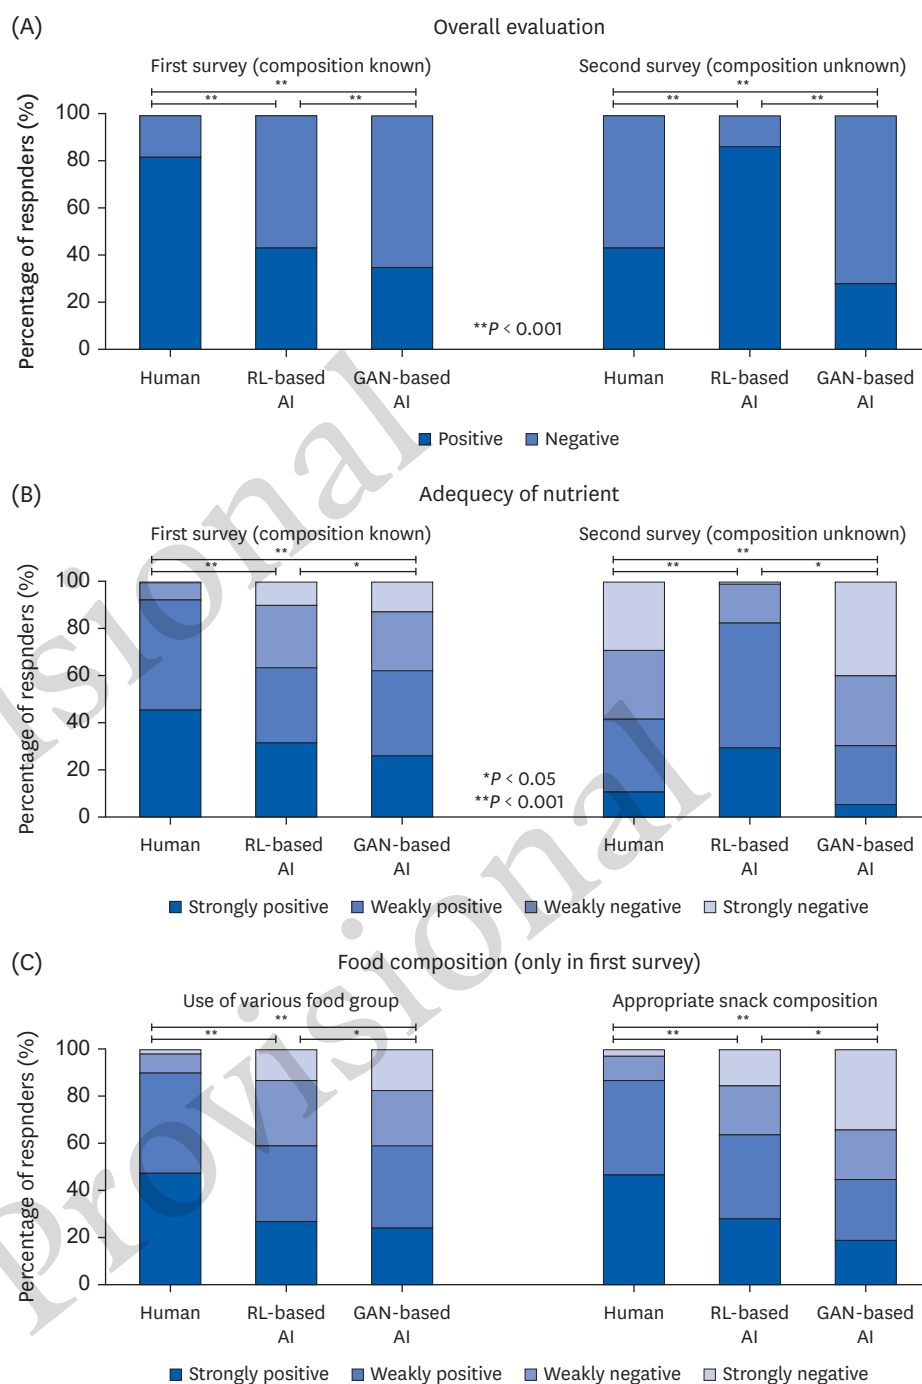 (A)
Overall evaluation
First survey (composition known)
Second survey (composition unknown)
**
**
**
**
**
**
Percentage of respnders (%)
100
80
60
40
20
0
**P < 0.001
Human
RL-based
AI
GAN-based
AI
Human
RL-based
AI
GAN-based
AI
Positive
Negative
(B)
Adequecy of nutrient
First survey (composition known)
Second survey (composition unknown)
**
**
*
**
**
*
Percentage of respnders (%)
100
80
60
40
20
0
*P < 0.05
**P < 0.001
Human
RL-based
AI
GAN-based
AI
Human
RL-based
AI
GAN-based
AI
Strongly positive
Weakly positive
Weakly negative
Strongly negative
(C)
Food composition (only in first survey)
Use of various food group
Appropriate snack composition
**
**
*
**
**
*
Percentage of respnders (%)
100
80
60
40
20
0
Human
RL-based
AI
GAN-based
AI
Human
RL-based
AI
GAN-based
AI
Strongly positive
Weakly positive
Weakly negative
Strongly negative
isional
Provisional